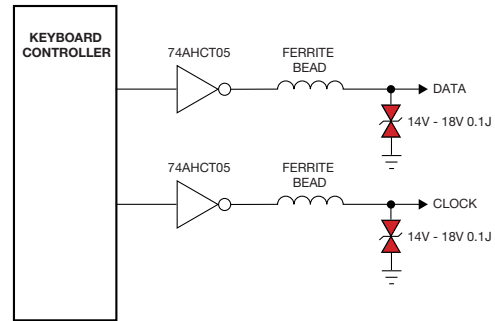 KEYBOARD
CONTROLLER
74AHCT05
FERRITE
BEAD
DATA
14V - 18V 0.1J
74AHCT05
FERRITE
BEAD
CLOCK
14V - 18V 0.1J